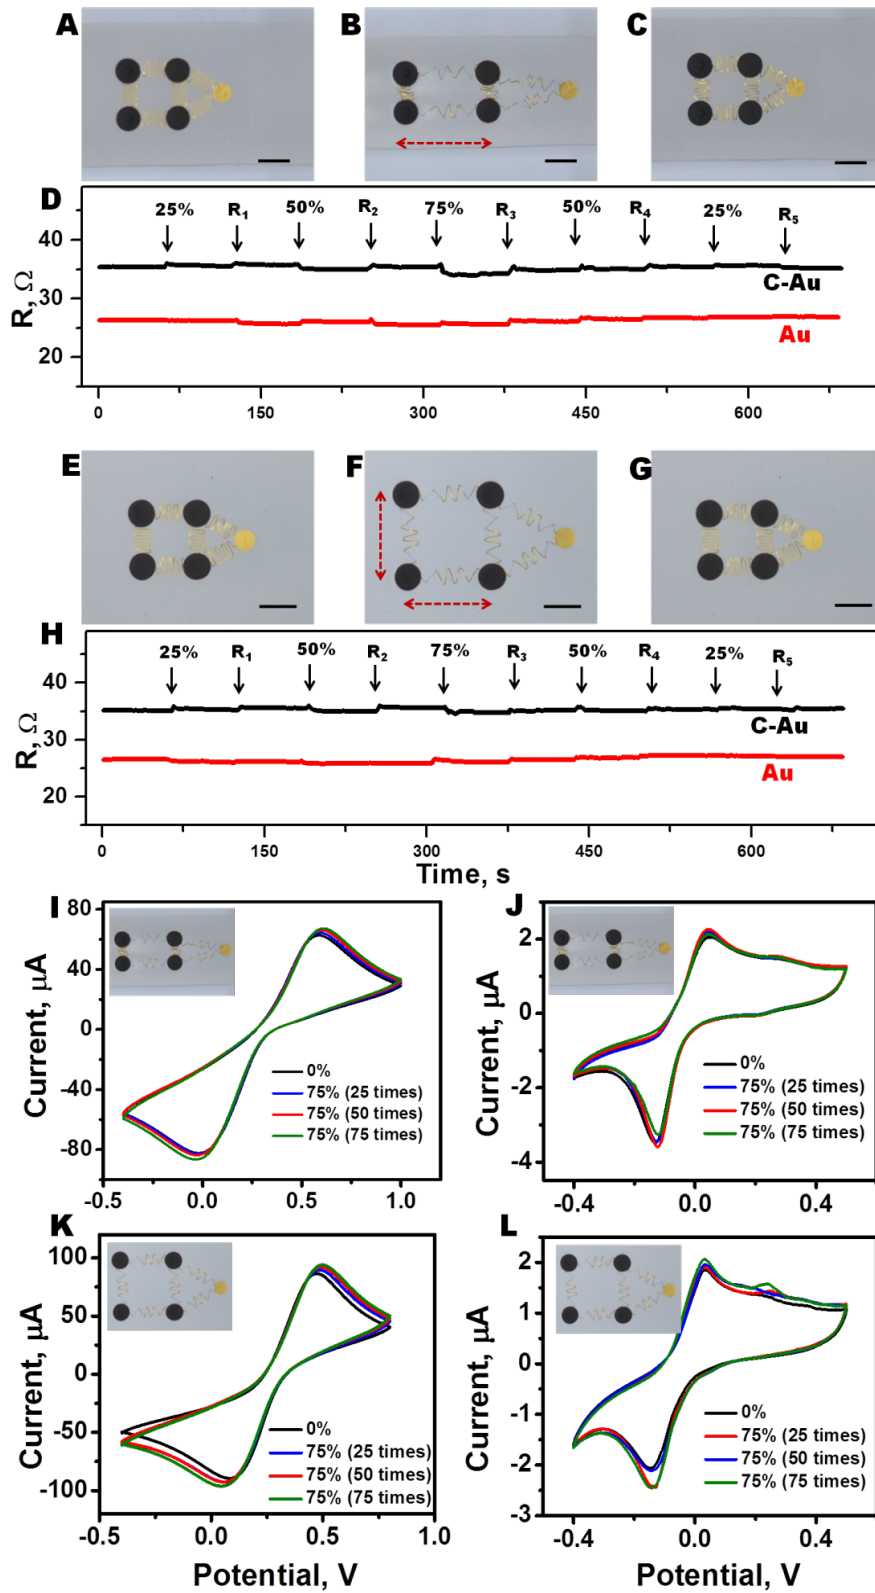 A
B
C
D
25% R1 50% R2 75% R3 50% R4 25% R5
40
30
20
R, Ω
C-Au
Au
0 150 300 450 600
E
F
G
H
25% R1 50% R2 75% R3 50% R4 25% R5
40
30
20
R, Ω
C-Au
Au
0 150 300 450 600
Time, s
I
80
40
0
-40
-80
Current, µA
0%
75% (25 times)
75% (50 times)
75% (75 times)
-0.5 0.0 0.5 1.0
J
2
0
-2
-4
Current, µA
0%
75% (25 times)
75% (50 times)
75% (75 times)
-0.4 0.0 0.4
K
100
50
0
-50
-100
Current, µA
0%
75% (25 times)
75% (50 times)
75% (75 times)
-0.5 0.0 0.5 1.0
Potential, V
L
2
1
0
-1
-2
-3
Current, µA
0%
75% (25 times)
75% (50 times)
75% (75 times)
-0.4 0.0 0.4
Potential, V